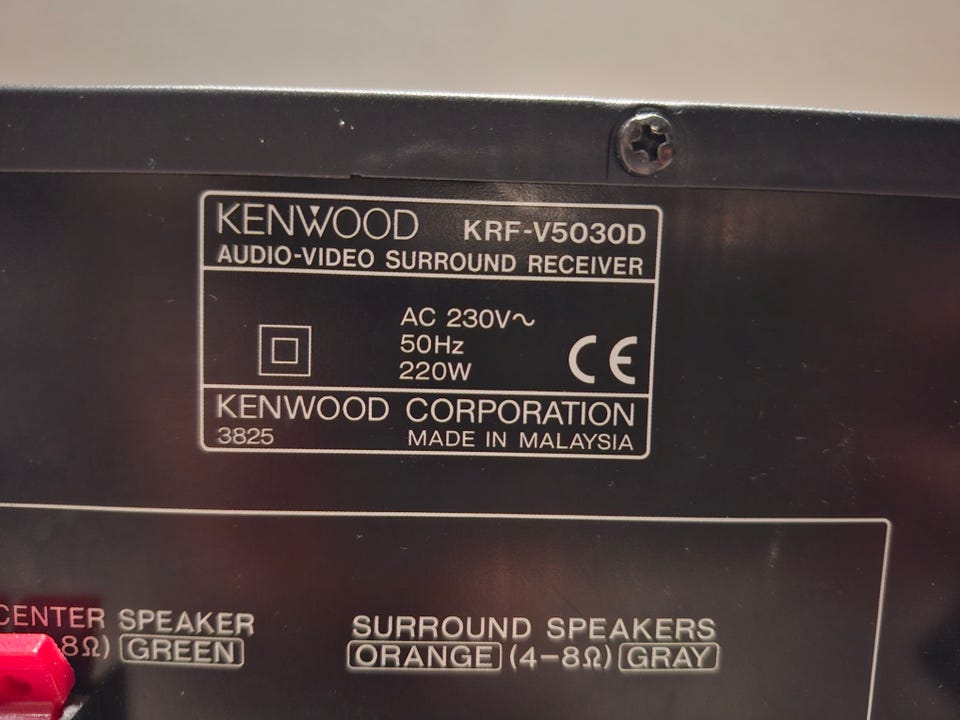 KENWOOD KRF-V5030D
AUDIO-VIDEO SURROUND RECEIVER
AC 230V~
50Hz
220W
CE
KENWOOD CORPORATION
3825 MADE IN MALAYSIA
CENTER SPEAKER
8Ω) GREEN
SURROUND SPEAKERS
ORANGE (4-8Ω) GRAY